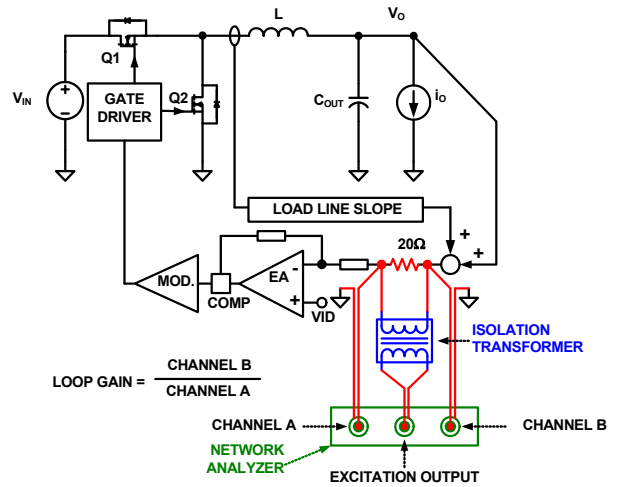 L
VO
Q1
VIN
GATE
DRIVER
Q2
COUT
iO
LOAD LINE SLOPE
+
+
20Ω
MOD.
COMP
EA
-
+
VID
ISOLATION
TRANSFORMER
LOOP GAIN =
CHANNEL B
CHANNEL A
CHANNEL A
CHANNEL B
NETWORK
ANALYZER
EXCITATION OUTPUT